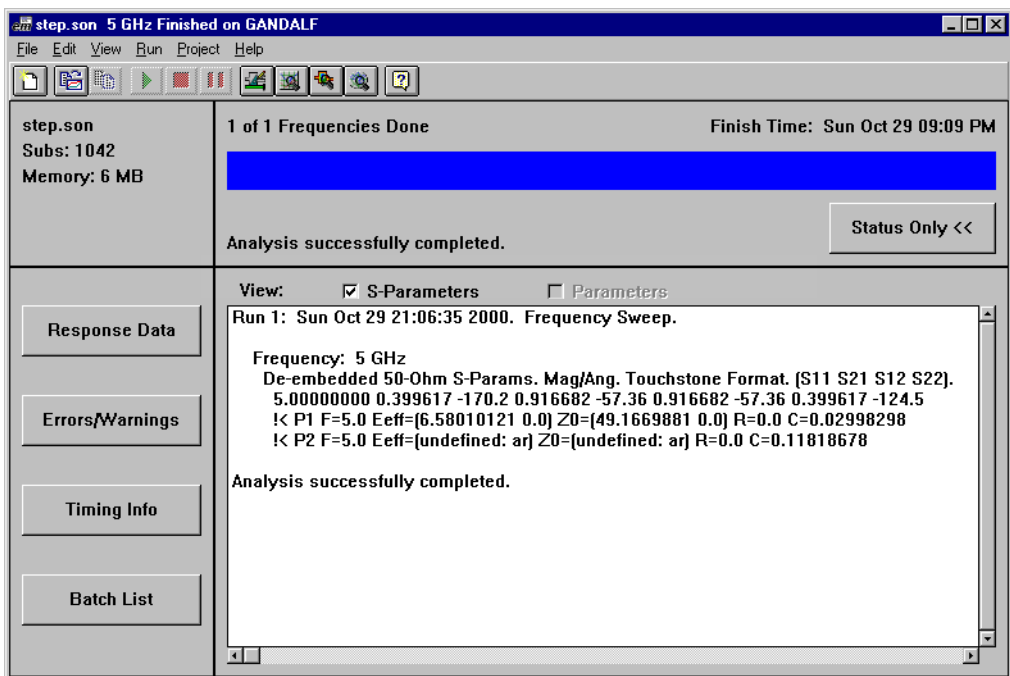 em step.son 5 GHz Finished on GANDALF
File Edit View Run Project Help
step.son
Subs: 1042
Memory: 6 MB
1 of 1 Frequencies Done
Finish Time: Sun Oct 29 09:09 PM
Analysis successfully completed.
Status Only <<
View: S-Parameters Parameters
Response Data
Errors/Warnings
Timing Info
Batch List
Run 1: Sun Oct 29 21:06:35 2000. Frequency Sweep.
Frequency: 5 GHz
De-embedded 50-Ohm S-Params. Mag/Ang. Touchstone Format. (S11 S21 S12 S22).
5.00000000 0.399617 -170.2 0.916682 -57.36 0.916682 -57.36 0.399617 -124.5
!< P1 F=5.0 Eeff=(6.58010121 0.0) Z0=(49.1669881 0.0) R=0.0 C=0.02998298
!< P2 F=5.0 Eeff=(undefined: ar) Z0=(undefined: ar) R=0.0 C=0.11818678
Analysis successfully completed.